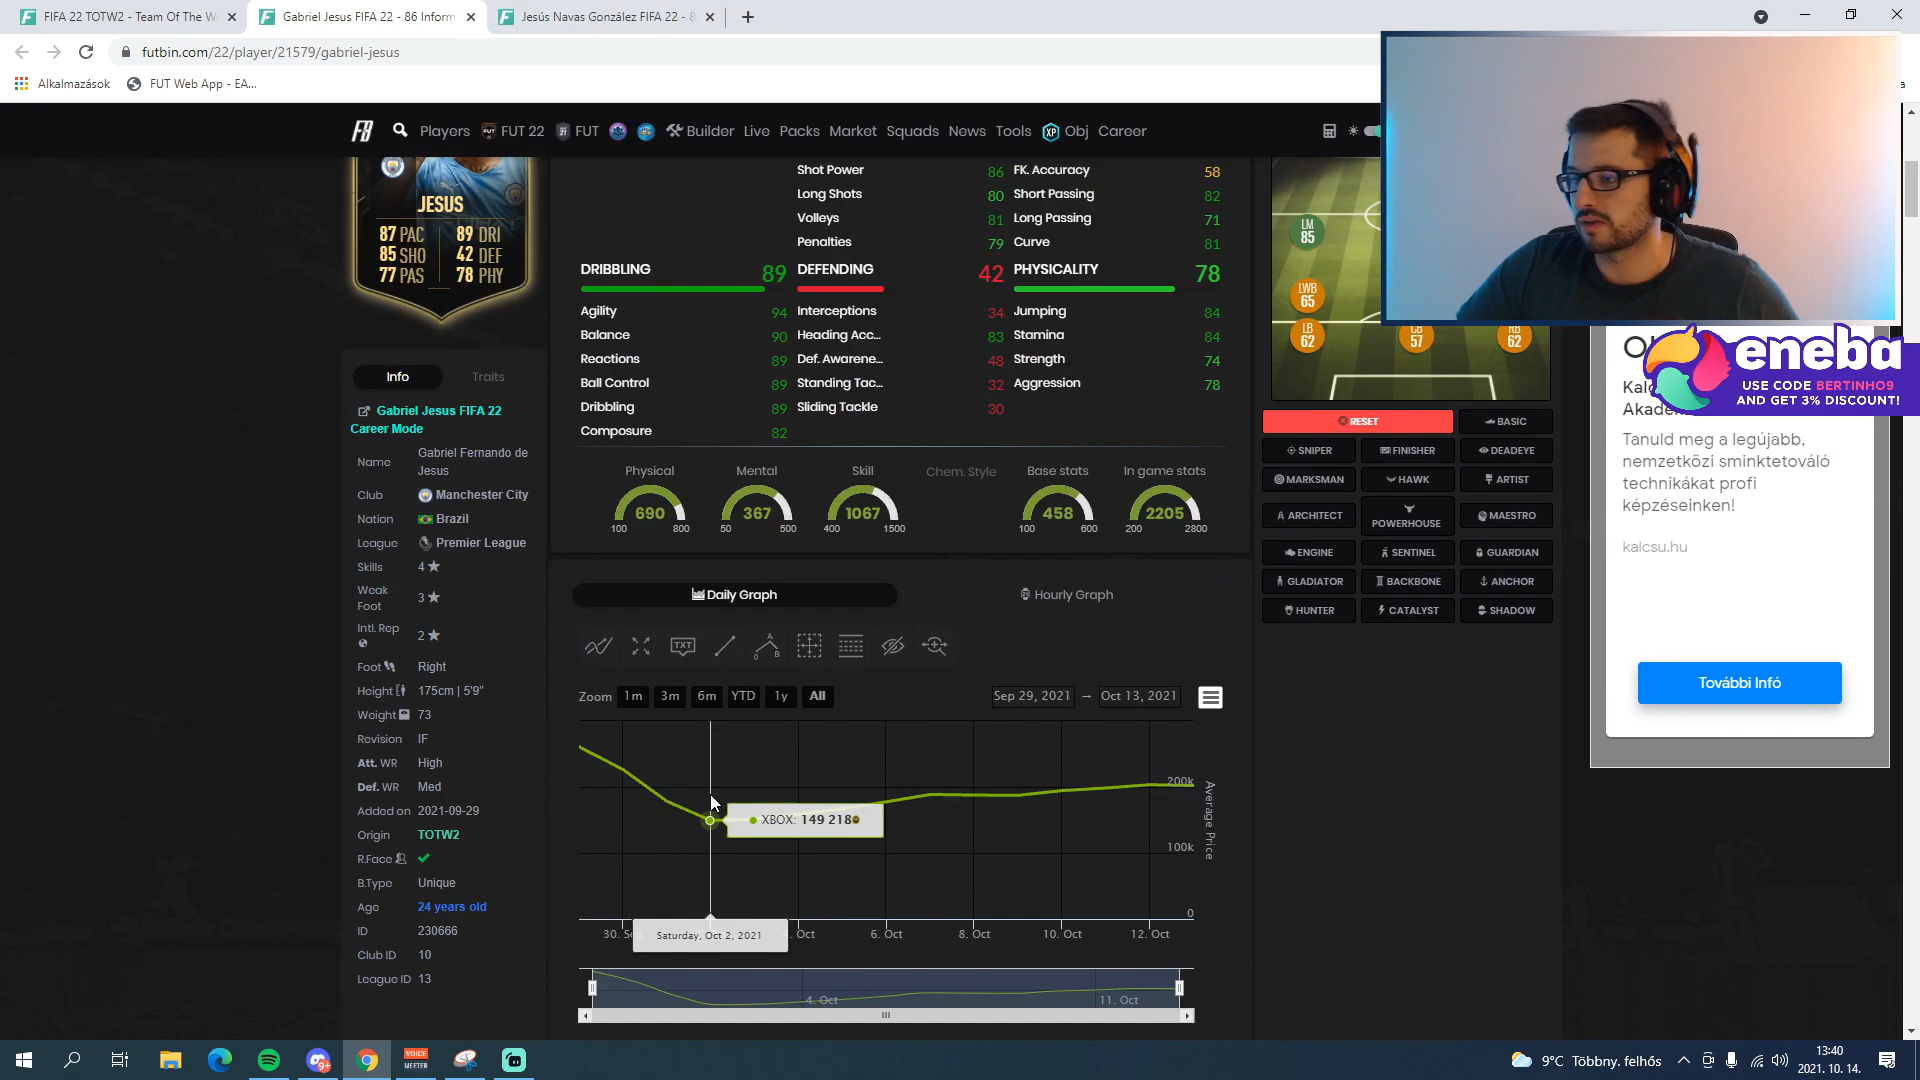 FIFA 22 TOTW2 - Team Of The W
Gabriel Jesus FIFA 22 - 86 Inform
Jesús Navas González FIFA 22 - 8
futbin.com/22/player/21579/gabriel-jesus
Alkalmazások
FUT Web App - EA...
Players
FUT 22
FUT
Builder
Live
Packs
Market
Squads
News
Tools
XP Obj
Career
JESUS
87 PAC
89 DRI
85 SHO
42 DEF
77 PAS
78 PHY
Shot Power 86
FK. Accuracy 58
Long Shots 80
Short Passing 82
Volleys 81
Long Passing 71
Penalties 79
Curve 81
DRIBBLING 89
DEFENDING 42
PHYSICALITY 78
Agility 94
Interceptions 34
Jumping 84
Balance 90
Heading Acc... 83
Stamina 84
Reactions 89
Def. Awarene... 48
Strength 74
Ball Control 89
Standing Tac... 32
Aggression 78
Dribbling 89
Sliding Tackle 30
Composure 82
Physical
690
100 800
Mental
367
50 500
Skill
1067
400 1500
Chem. Style
Base stats
458
100 600
In game stats
2205
200 2800
Info
Traits
Gabriel Jesus FIFA 22
Career Mode
Name Gabriel Fernando de
Jesus
Club Manchester City
Nation Brazil
League Premier League
Skills 4
Weak
Foot 3
Intl. Rep 2
Foot Right
Height 175cm | 5'9"
Weight 73
Revision IF
Att. WR High
Def. WR Med
Added on 2021-09-29
Origin TOTW2
R.Face
B.Type Unique
Age 24 years old
ID 230666
Club ID 10
League ID 13
Daily Graph
Hourly Graph
TXT
Zoom 1m 3m 6m YTD 1y All
Sep 29, 2021 → Oct 13, 2021
200k
100k
0
Average Price
XBOX: 149 218
Saturday, Oct 2, 2021
30. Se
. Oct
6. Oct
8. Oct
10. Oct
12. Oct
4. Oct
11. Oct
LM
85
LWB
65
LB
62
CB
57
RB
62
RESET
BASIC
SNIPER
FINISHER
DEADEYE
MARKSMAN
HAWK
ARTIST
ARCHITECT
POWERHOUSE
MAESTRO
ENGINE
SENTINEL
GUARDIAN
GLADIATOR
BACKBONE
ANCHOR
HUNTER
CATALYST
SHADOW
eneba
USE CODE BERTINHO9
AND GET 3% DISCOUNT!
Tanuld meg a legújabb,
nemzetközi sminktetováló
technikákat profi
képzéseinken!
kalcsu.hu
További Infó
VOICE
MEETER
9+
9°C Többny. felhős
13:40
2021. 10. 14.